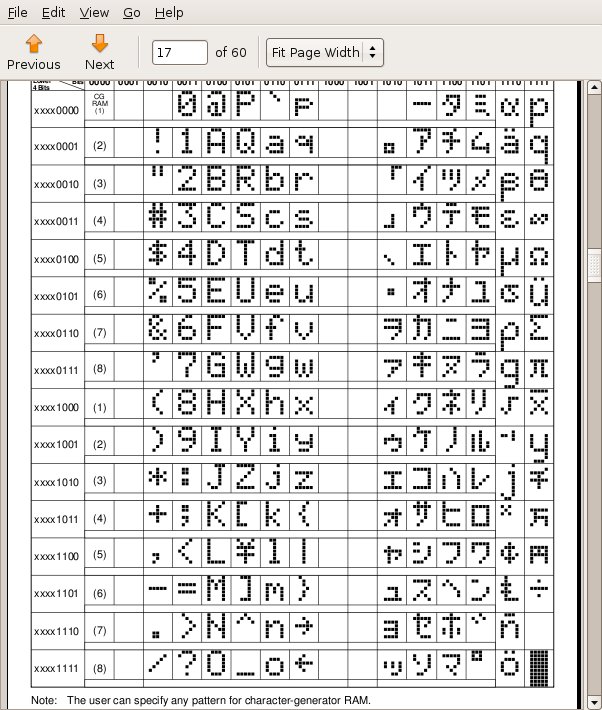 File Edit View Go Help
Previous Next 17 of 60 Fit Page Width
Lower 4 Bits Bits 0000 0001 0010 0011 0100 0101 0110 0111 1000 1001 1010 1011 1100 1101 1110 1111
xxxx0000 CG RAM (1) 0 @ P ` p ー タ ミ α p
xxxx0001 (2) ! 1 A Q a q 。 ア チ ム ä q
xxxx0010 (3) " 2 B R b r 「 イ ツ メ β θ
xxxx0011 (4) # 3 C S c s 」 ウ テ モ ε ∞
xxxx0100 (5) $ 4 D T d t 、 エ ト ヤ μ Ω
xxxx0101 (6) % 5 E U e u ・ オ ナ ユ σ ü
xxxx0110 (7) & 6 F V f v ヲ カ ニ ヨ ρ Σ
xxxx0111 (8) ' 7 G W g w ァ キ ヌ ラ g π
xxxx1000 (1) ( 8 H X h x ィ ク ネ リ √ x̄
xxxx1001 (2) ) 9 I Y i y ゥ ケ ノ ル ⁻¹ y
xxxx1010 (3) * : J Z j z ェ コ ハ レ j 千
xxxx1011 (4) + ; K [ k { ォ サ ヒ ロ ˣ 万
xxxx1100 (5) , < L ¥ l | ャ シ フ ワ ¢ 円
xxxx1101 (6) - = M ] m } ュ ス ヘ ン £ ÷
xxxx1110 (7) . > N ^ n → ョ セ ホ ゛ ñ
xxxx1111 (8) / ? O _ o ← ッ ソ マ ゜ ö █
Note: The user can specify any pattern for character-generator RAM.